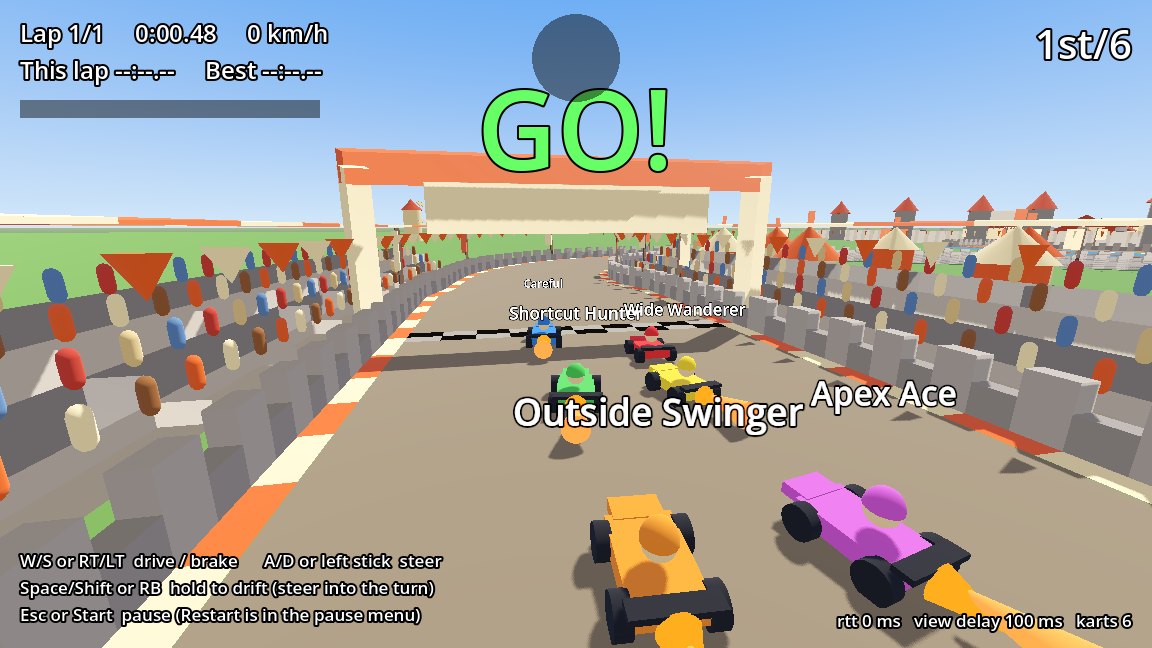 Lap 1/1 0:00.48 0 km/h
1st/6
This lap --:--.-- Best --:--.--
GO!
Careful
Shortcut Hunter
Wide Wanderer
Apex Ace
Outside Swinger
W/S or RT/LT drive / brake A/D or left stick steer
Space/Shift or RB hold to drift (steer into the turn)
Esc or Start pause (Restart is in the pause menu)
rtt 0 ms view delay 100 ms karts 6